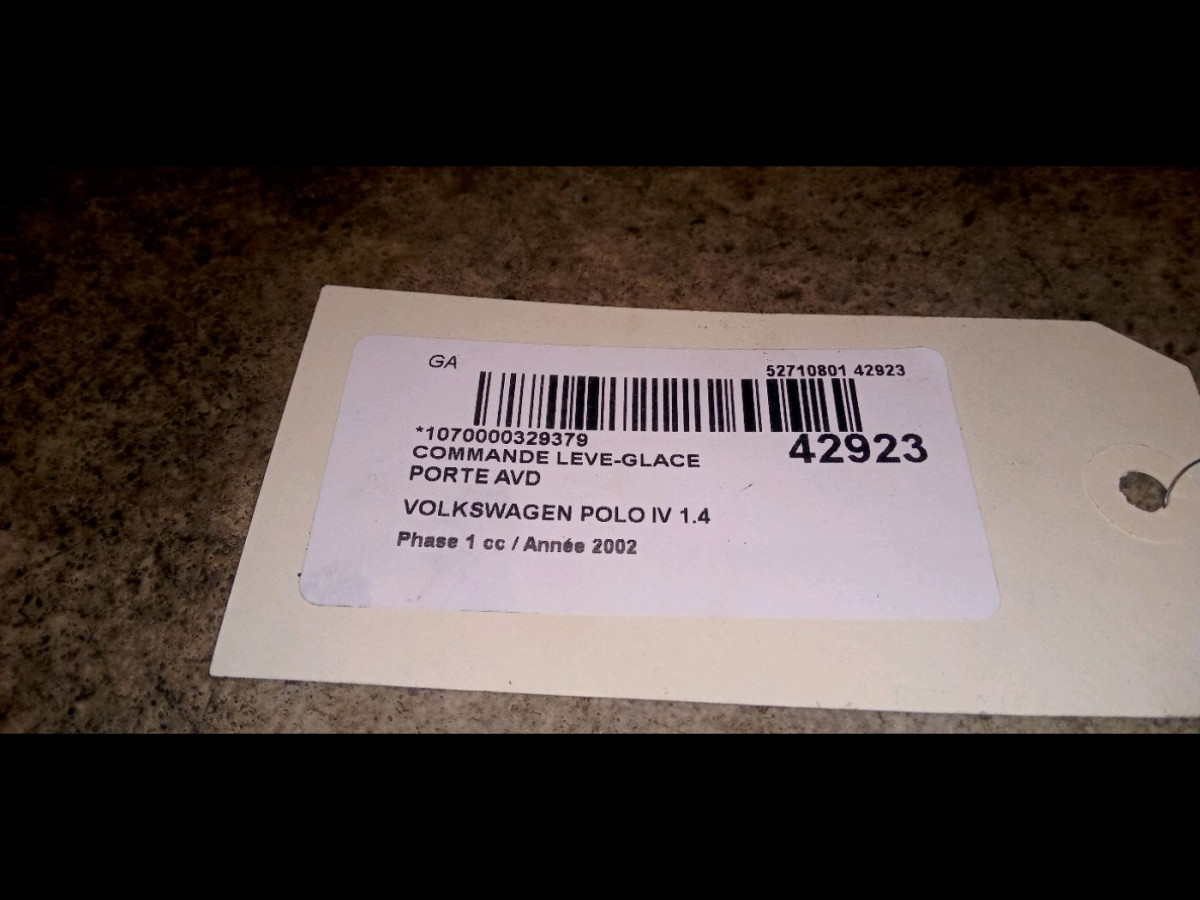 GA
52710801 42923
*1070000329379
42923
COMMANDE LEVE-GLACE
PORTE AVD
VOLKSWAGEN POLO IV 1.4
Phase 1 cc / Année 2002